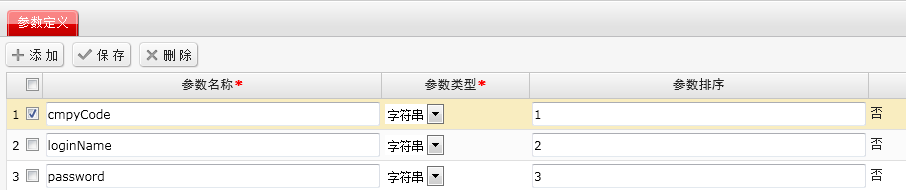 参数定义
添加 保存 删除
参数名称* 参数类型* 参数排序
1 cmpyCode 字符串 1 否
2 loginName 字符串 2 否
3 password 字符串 3 否